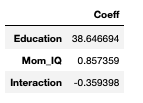 Coeff
Education 38.646694
Mom_IQ 0.857359
Interaction -0.359398